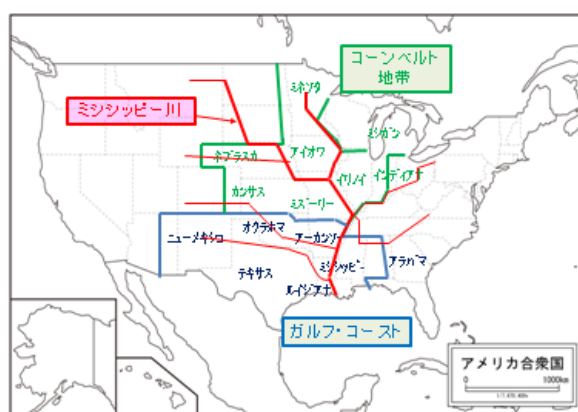 コーンベルト
地帯
ミネソタ
ミシシッピー川
ミシガン
アイオワ
ネブラスカ
イリノイ
インディアナ
カンサス
ミズーリー
オクラホマ
ニューメキシコ
アーカンソー
アラバマ
ミシシッピー
テキサス
ルイジアナ
ガルフ・コースト
アメリカ合衆国
0
1000km